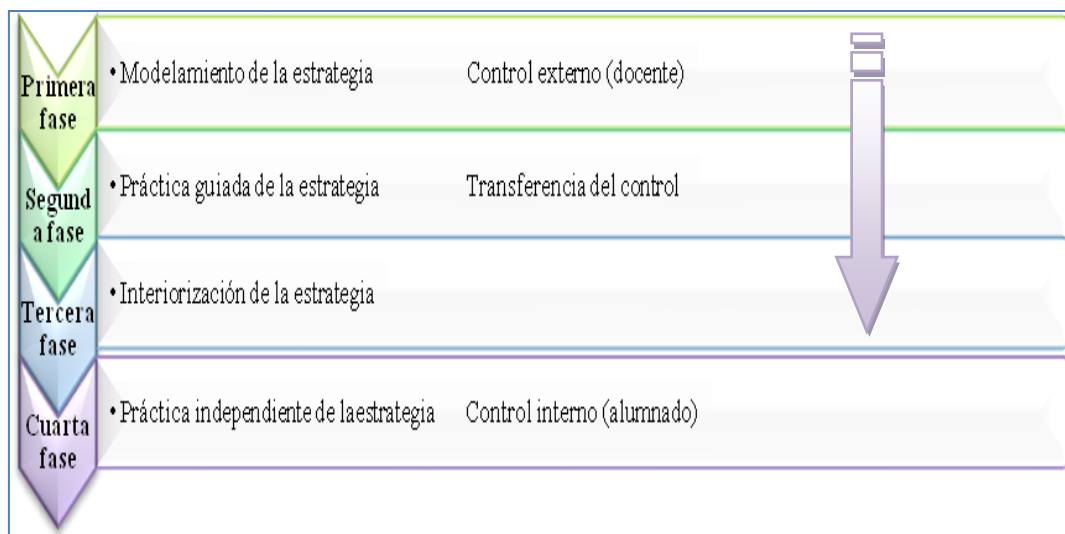 Primera
fase
• Modelamiento de la estrategia Control externo (docente)
Segund
a fase
• Práctica guiada de la estrategia Transferencia del control
Tercera
fase
• Interiorización de la estrategia
Cuarta
fase
• Práctica independiente de laestrategia Control interno (alumnado)